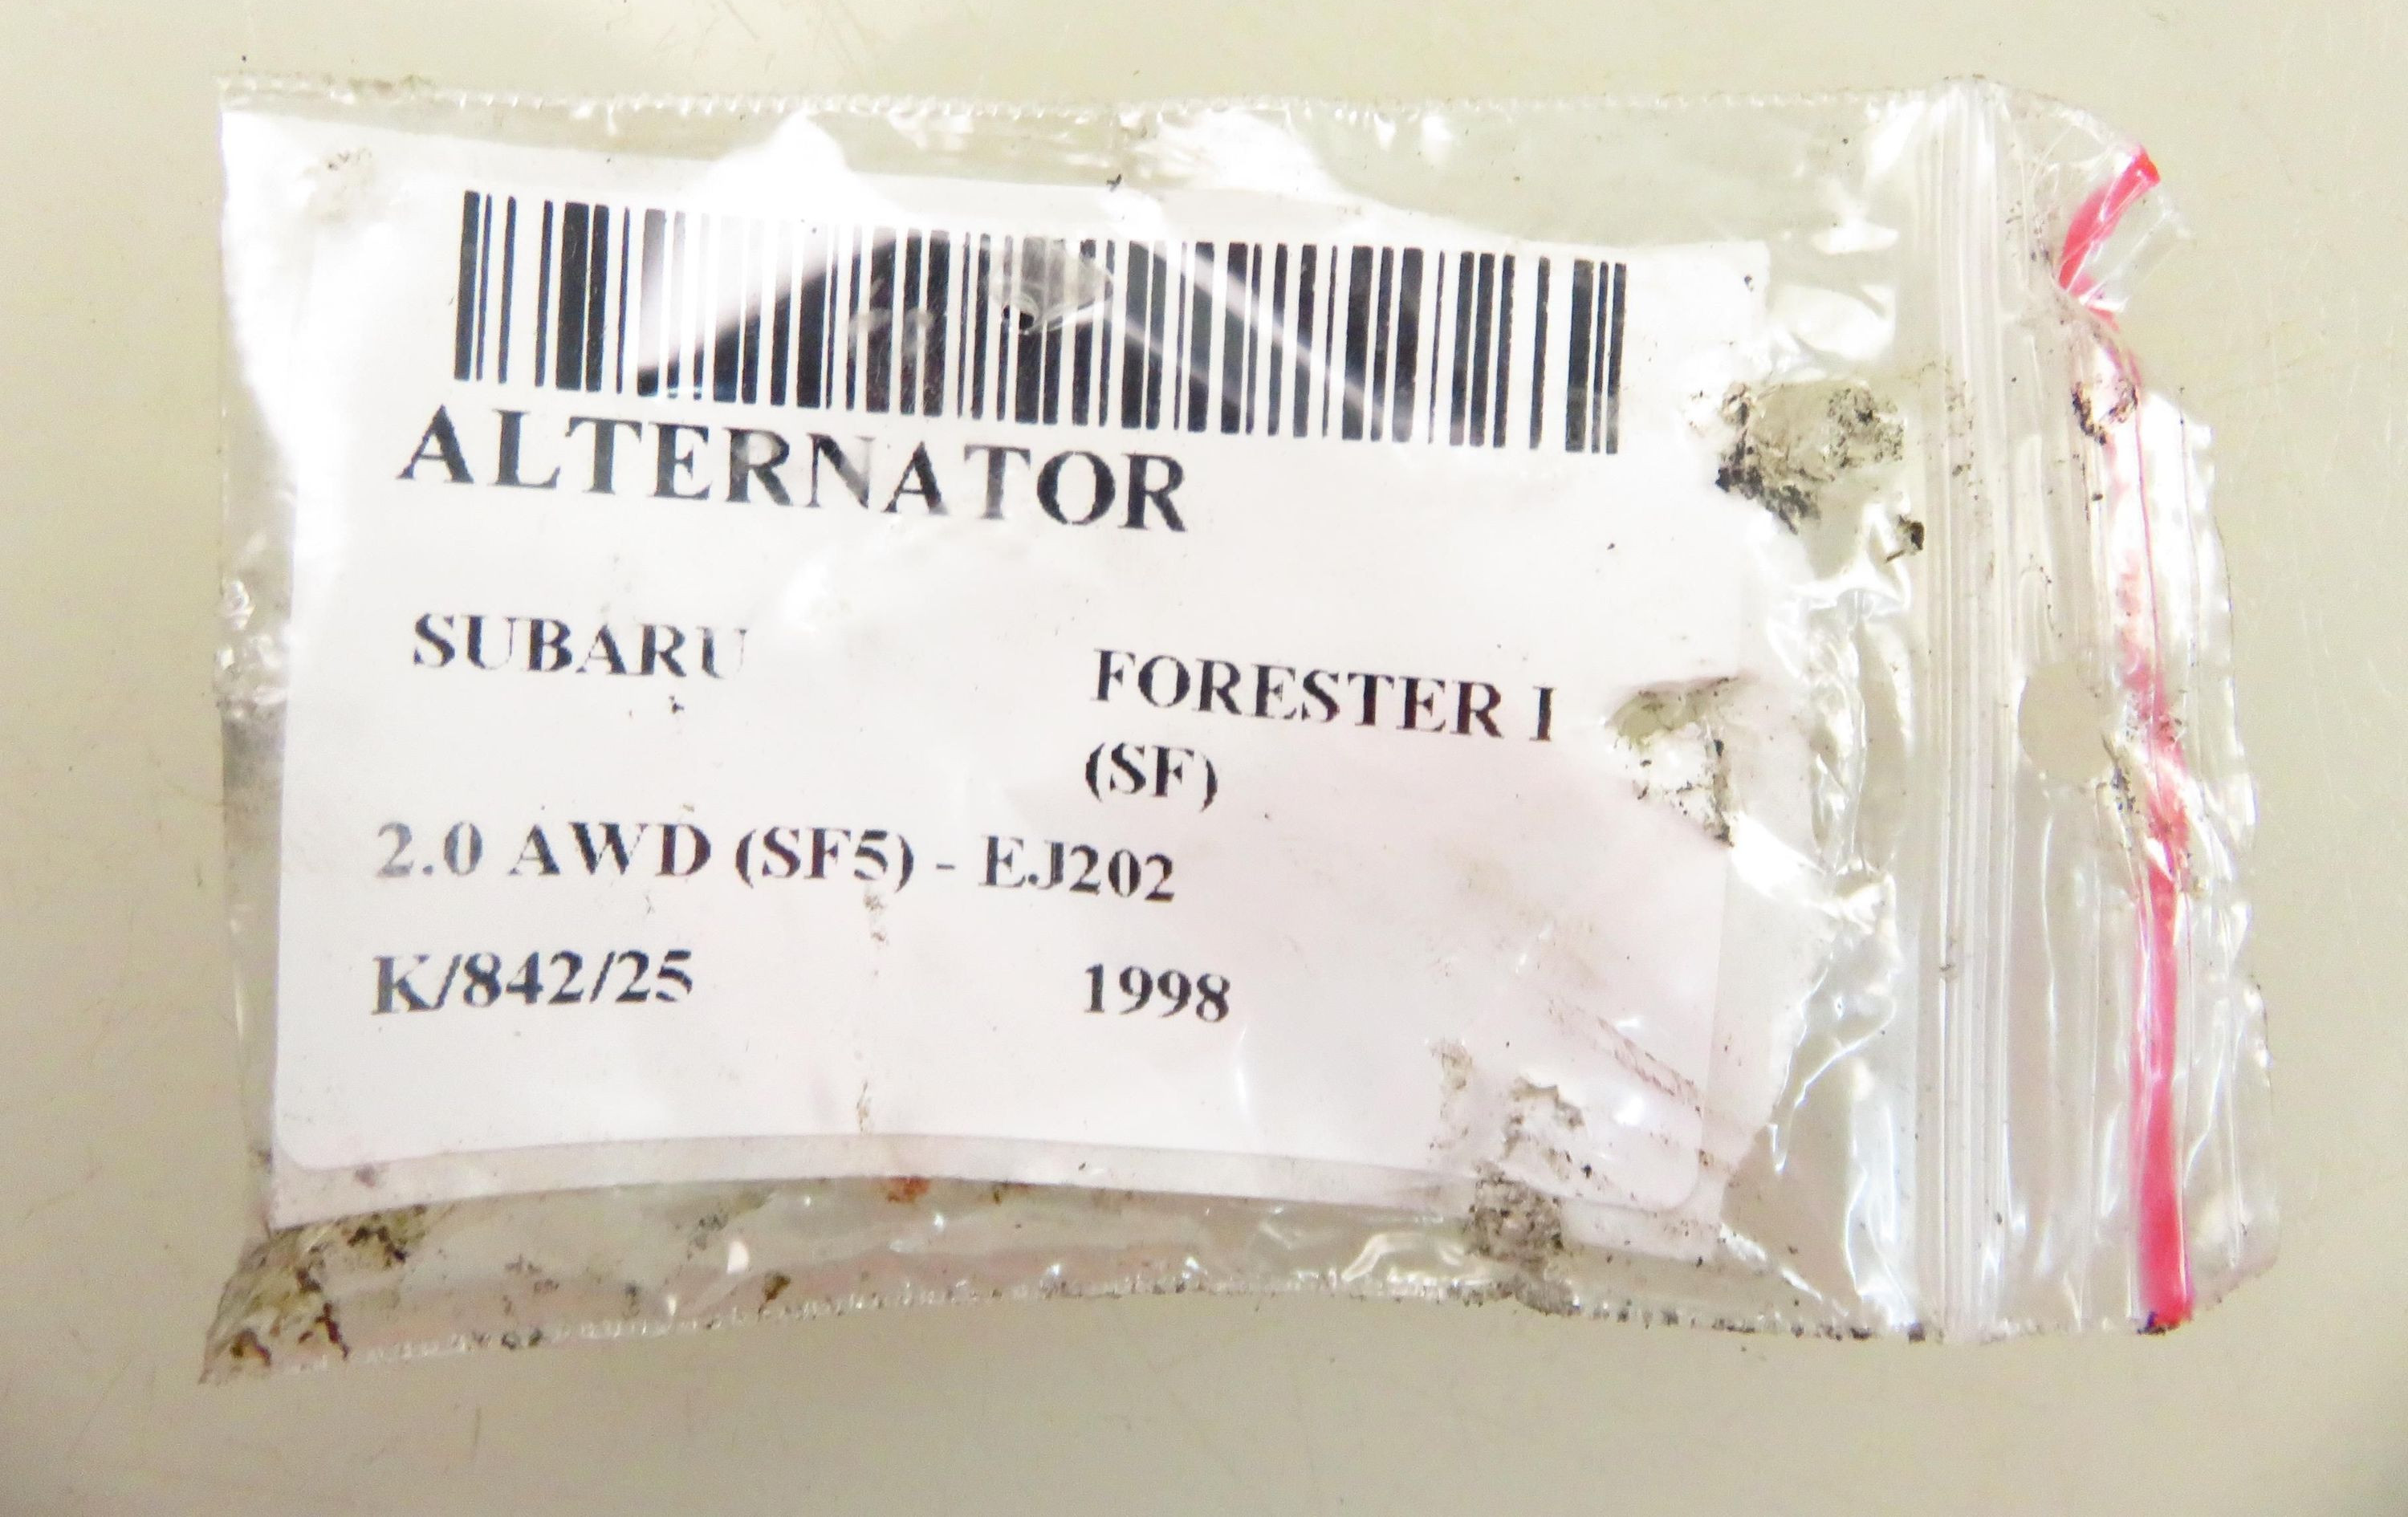 ALTERNATOR
SUBARU FORESTER I
(SF)
2.0 AWD (SF5) - EJ202
K/842/25 1998